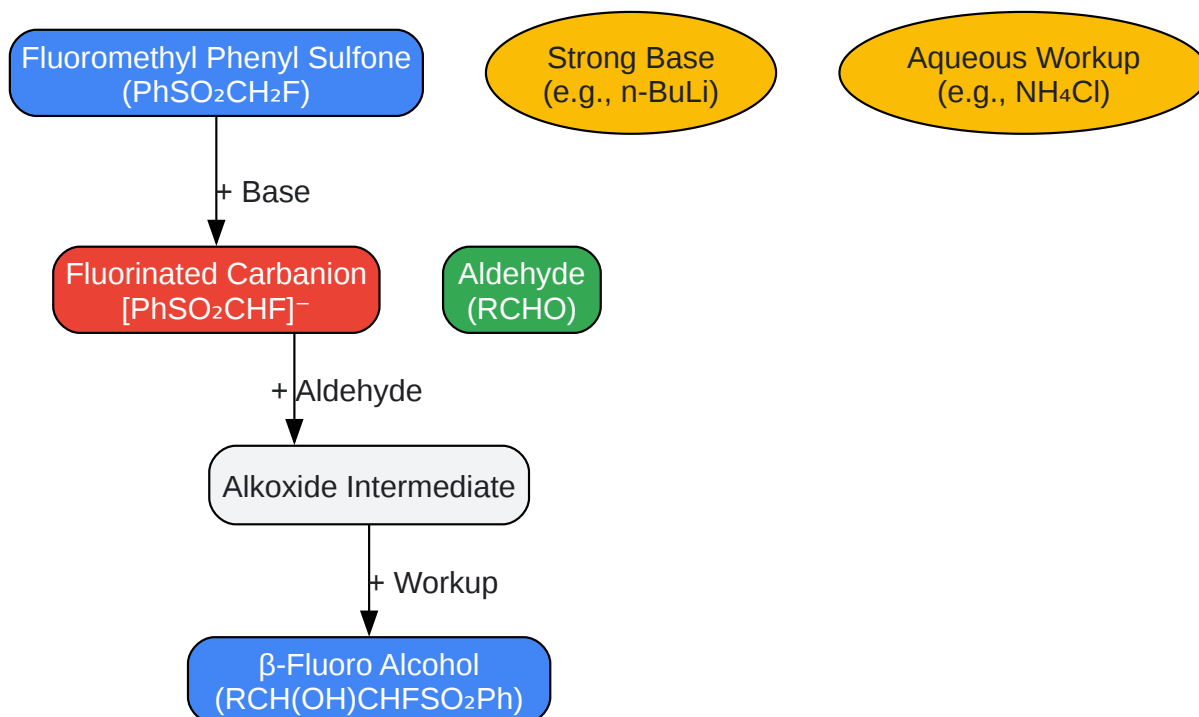 Fluoromethyl Phenyl Sulfone
(PhSO₂CH₂F)
Strong Base
(e.g., n-BuLi)
Aqueous Workup
(e.g., NH₄Cl)
+ Base
Fluorinated Carbanion
[PhSO₂CHF]⁻
Aldehyde
(RCHO)
+ Aldehyde
Alkoxide Intermediate
+ Workup
β-Fluoro Alcohol
(RCH(OH)CHFSO₂Ph)